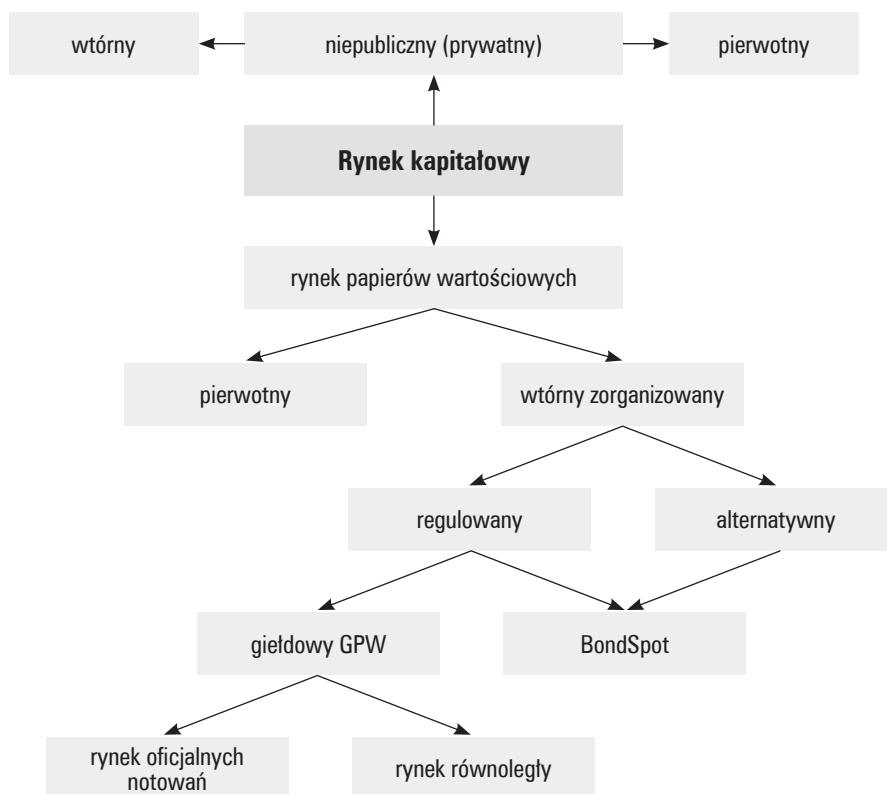 wtórny
niepubliczny (prywatny)
pierwotny
Rynek kapitałowy
rynek papierów wartościowych
pierwotny
wtórny zorganizowany
regulowany
alternatywny
giełdowy GPW
BondSpot
rynek oficjalnych
notowań
rynek równoległy